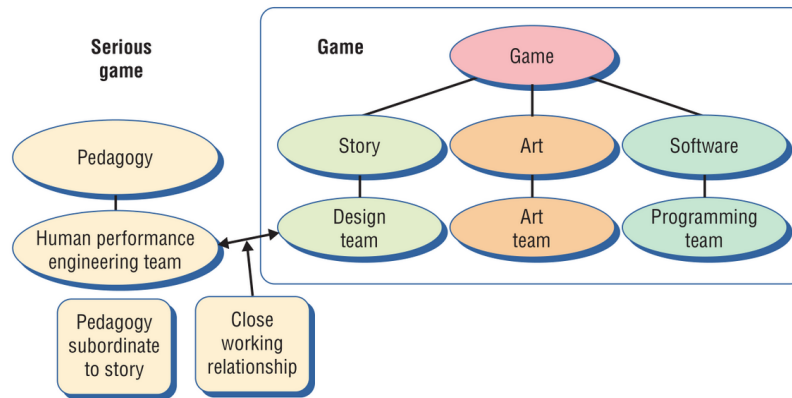 Serious
game
Game
Game
Pedagogy
Story
Art
Software
Human performance
engineering team
Design
team
Art
team
Programming
team
Pedagogy
subordinate
to story
Close
working
relationship